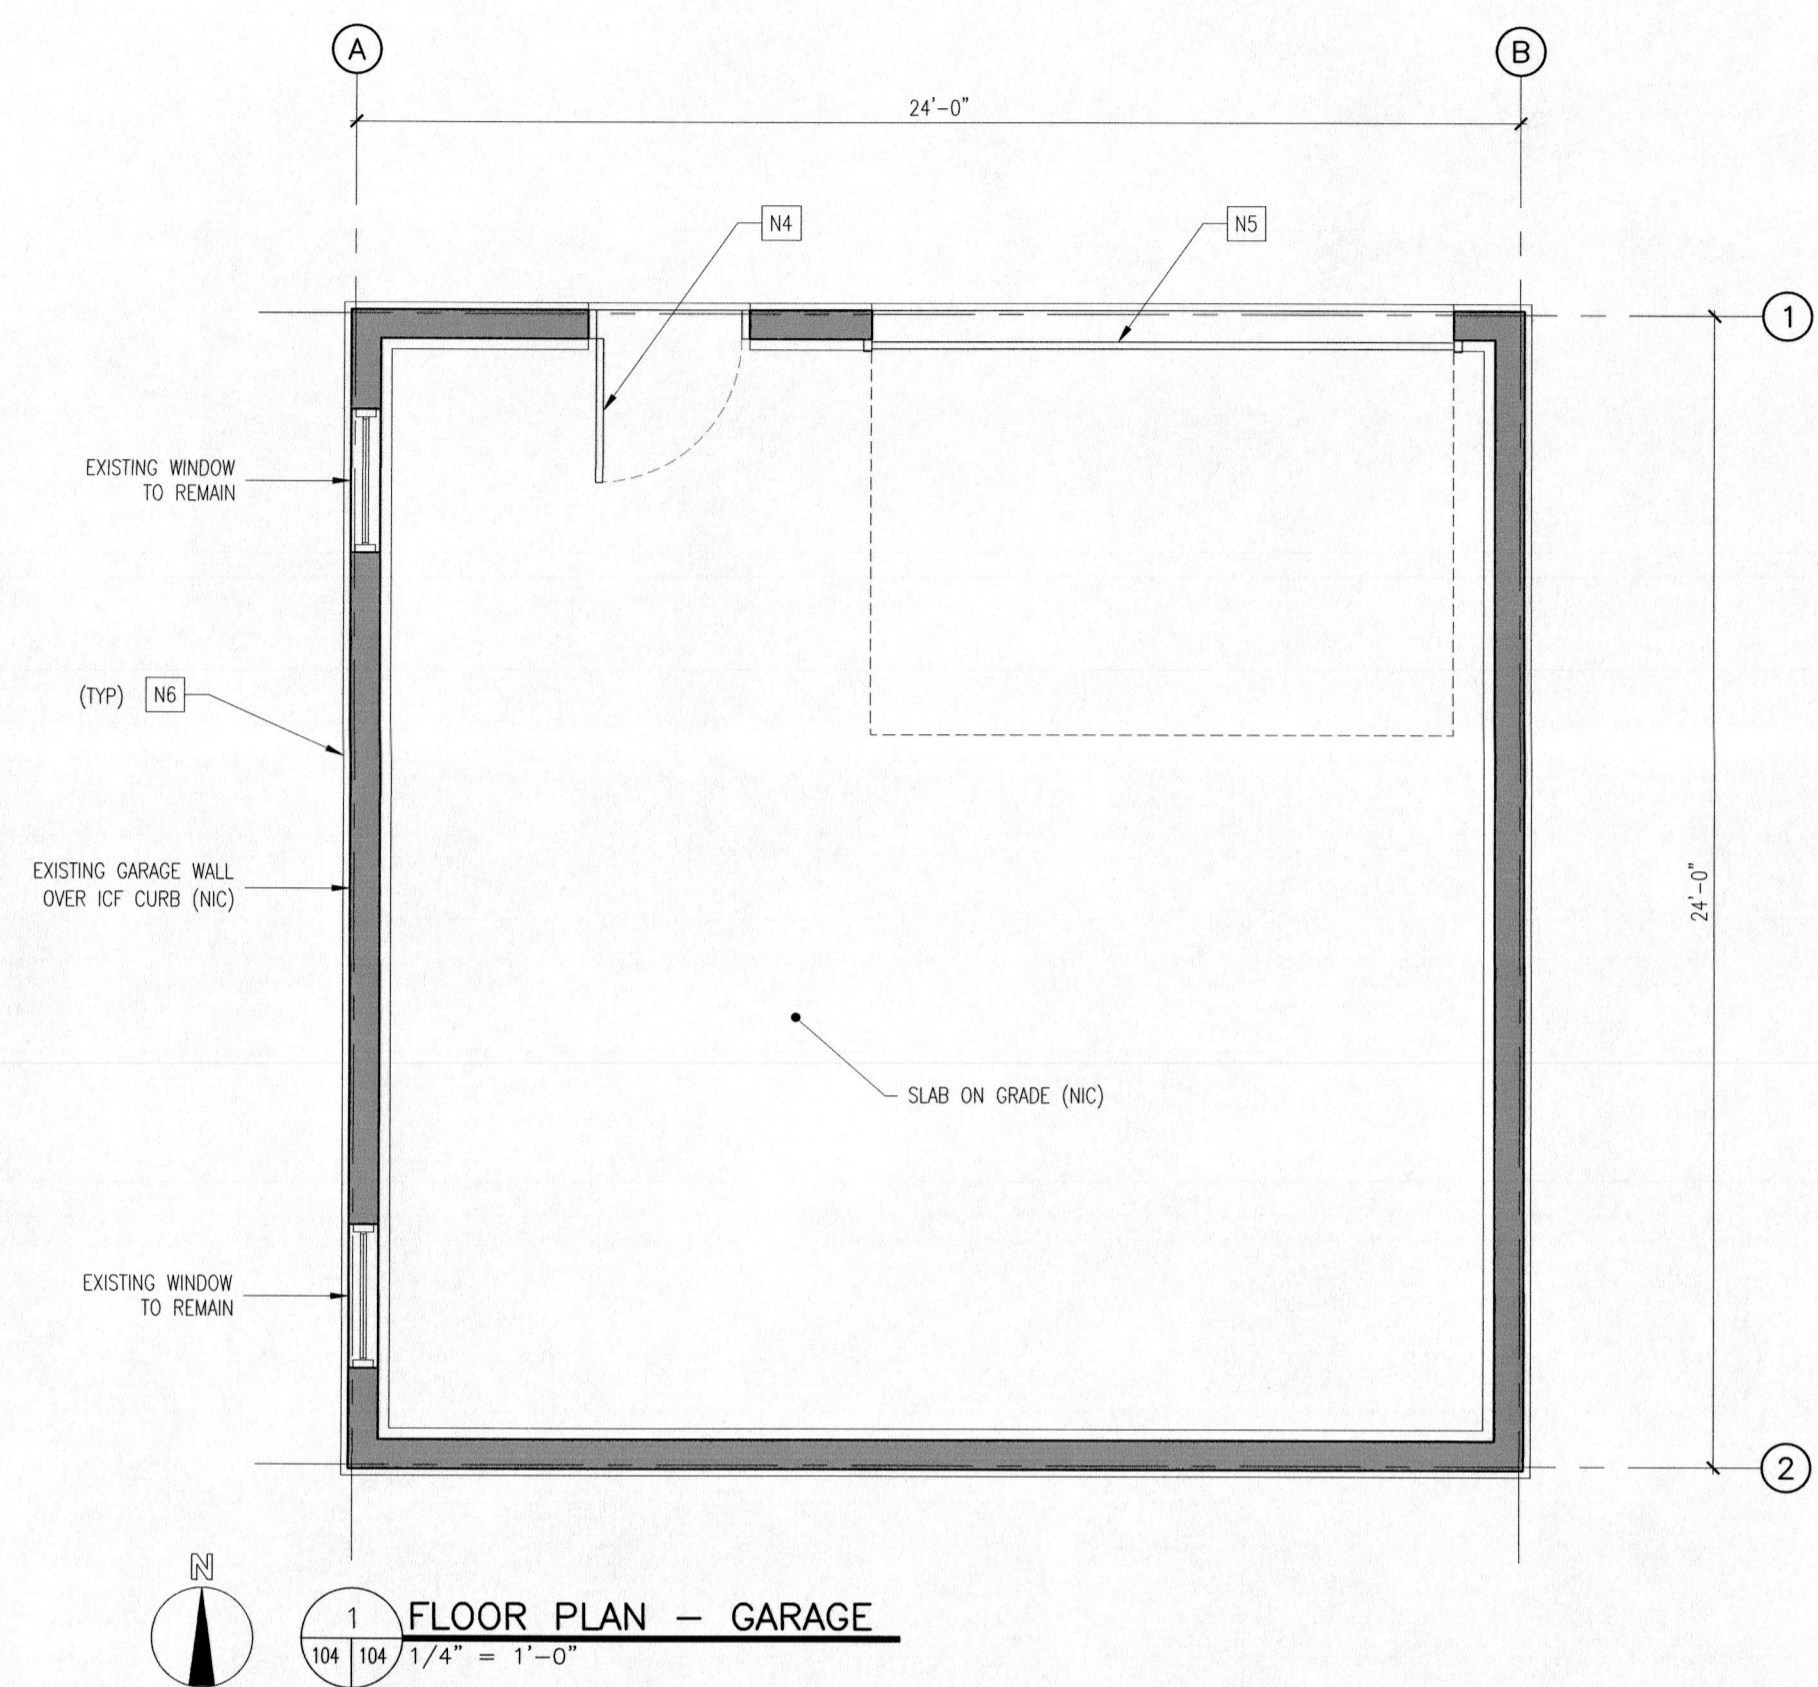 A
B
24'-0"
N4
N5
1
EXISTING WINDOW
TO REMAIN
(TYP) N6
EXISTING GARAGE WALL
OVER ICF CURB (NIC)
24'-0"
SLAB ON GRADE (NIC)
EXISTING WINDOW
TO REMAIN
2
N
1
104 104
FLOOR PLAN - GARAGE
1/4" = 1'-0"